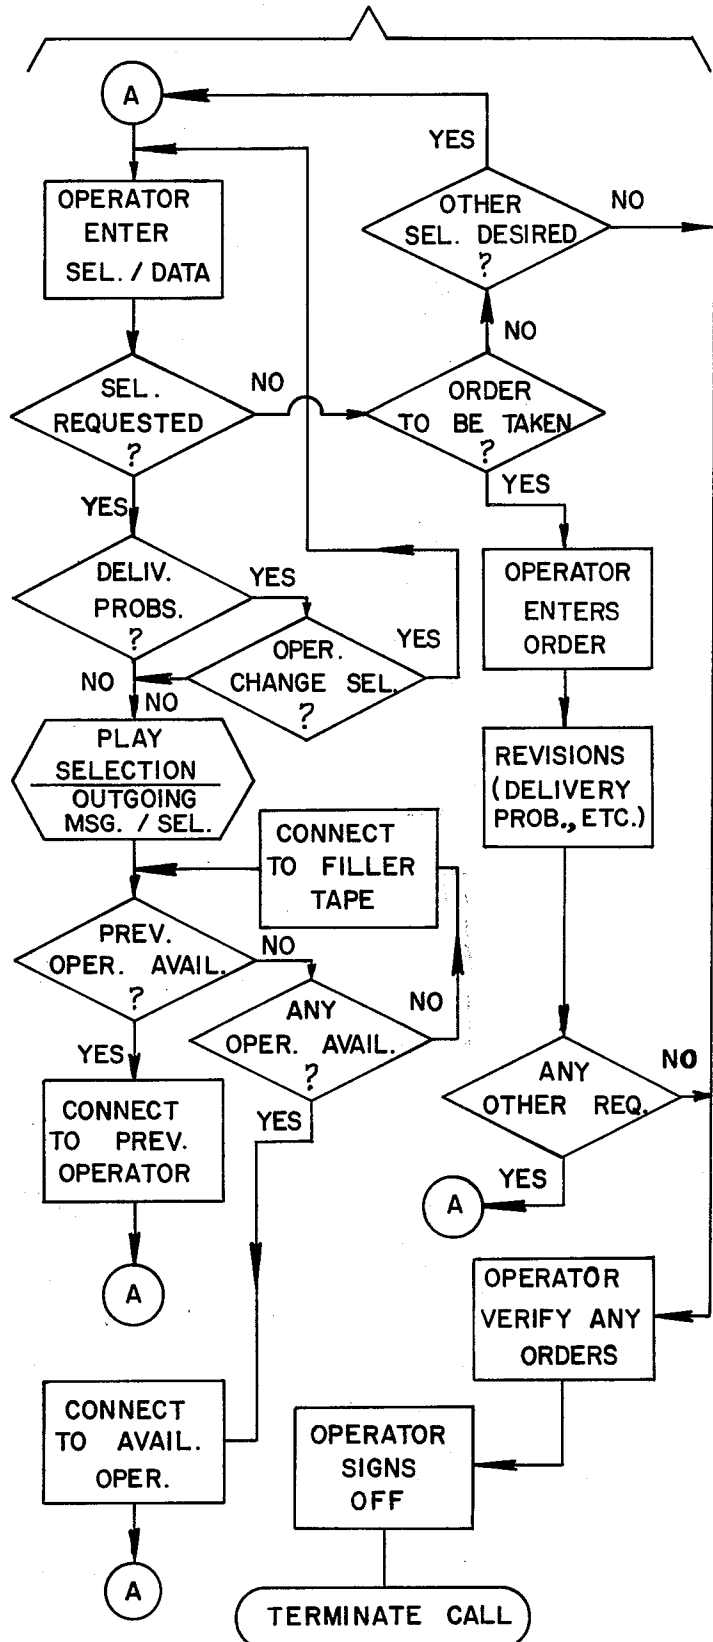 A
YES
OPERATOR
ENTER
SEL. / DATA
OTHER
SEL. DESIRED
?
NO
NO
SEL.
REQUESTED
?
NO
ORDER
TO BE TAKEN
?
YES
YES
DELIV.
PROBS.
?
YES
OPERATOR
ENTERS
ORDER
OPER.
CHANGE SEL.
?
YES
NO
NO
PLAY
SELECTION
OUTGOING
MSG. / SEL.
REVISIONS
(DELIVERY
PROB., ETC.)
CONNECT
TO FILLER
TAPE
PREV.
OPER. AVAIL.
?
NO
ANY
OPER. AVAIL.
?
NO
YES
YES
ANY
OTHER REQ.
NO
YES
CONNECT
TO PREV.
OPERATOR
A
A
OPERATOR
VERIFY ANY
ORDERS
CONNECT
TO AVAIL.
OPER.
OPERATOR
SIGNS
OFF
A
TERMINATE CALL